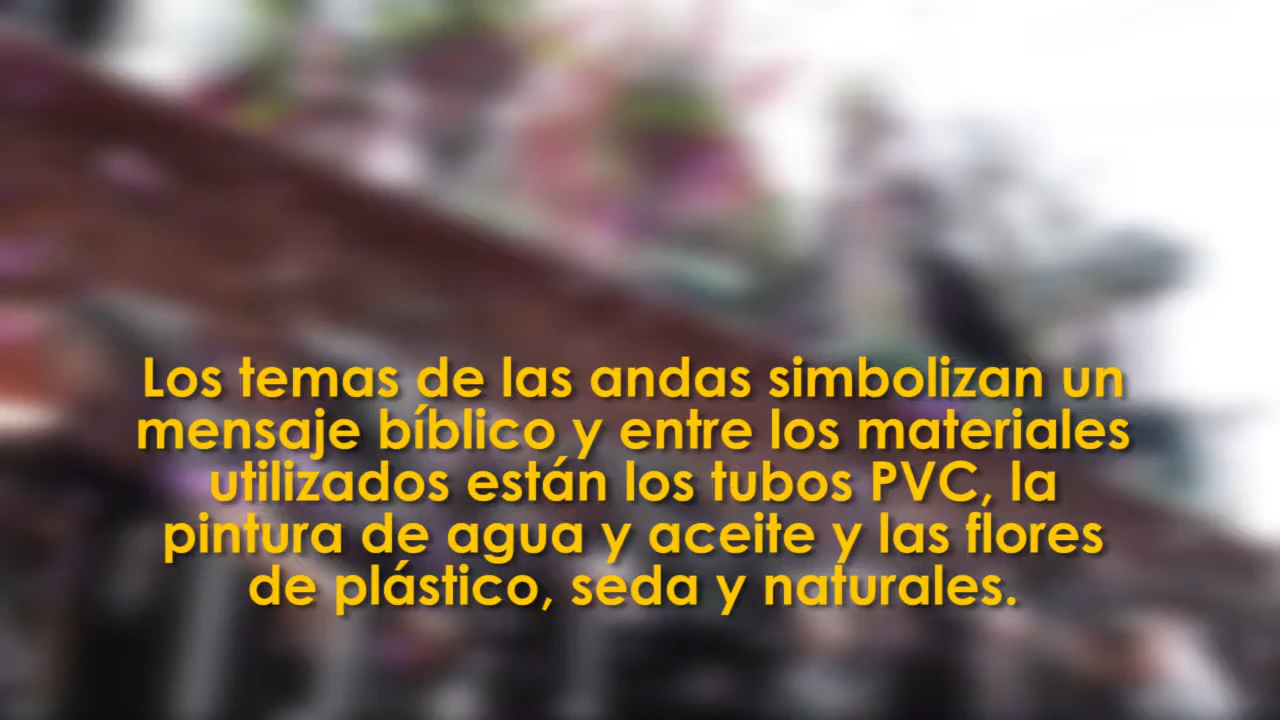 Los temas de las andas simbolizan un
mensaje bíblico y entre los materiales
utilizados están los tubos PVC, la
pintura de agua y aceite y las flores
de plástico, seda y naturales.